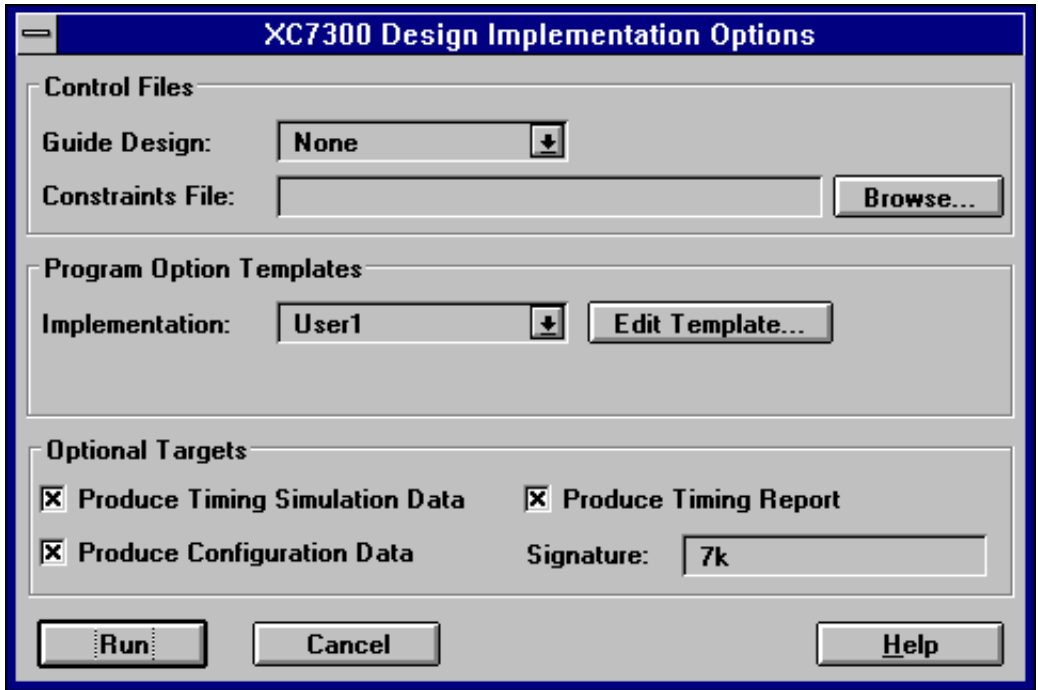 XC7300 Design Implementation Options
Control Files
Guide Design: None
Constraints File: Browse...
Program Option Templates
Implementation: User1 Edit Template...
Optional Targets
Produce Timing Simulation Data Produce Timing Report
Produce Configuration Data Signature: 7k
Run Cancel Help